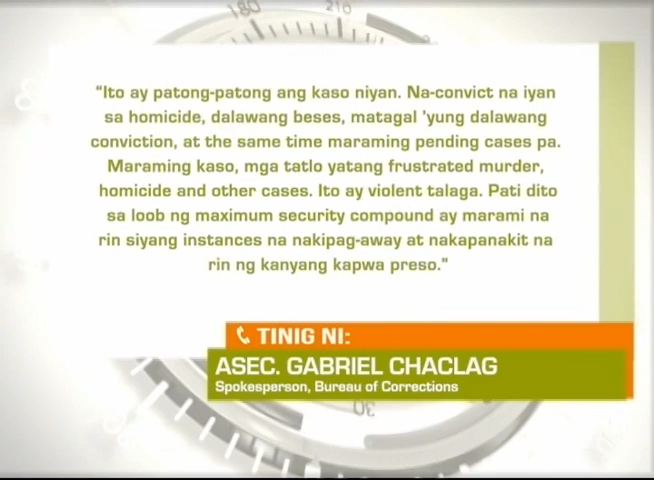 180
210
"Ito ay patong-patong ang kaso niyan. Na-convict na iyan
sa homicide, dalawang beses, matagal 'yung dalawang
conviction, at the same time maraming pending cases pa.
Maraming kaso, mga tatlo yatang frustrated murder,
homicide and other cases. Ito ay violent talaga. Pati dito
sa loob ng maximum security compound ay marami na
rin siyang instances na nakipag-away at nakapanakit na
rin ng kanyang kapwa preso."
TINIG NI:
ASEC. GABRIEL CHACLAG
Spokesperson, Bureau of Corrections
30